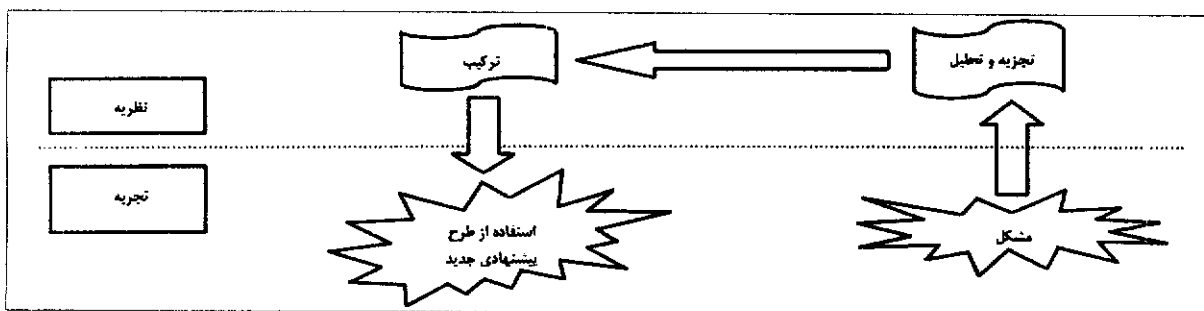 تجزیه و تحلیل
ترکیب
نظریه
تجربه
مشکل
استفاده از طرح
پیشنهادی جدید